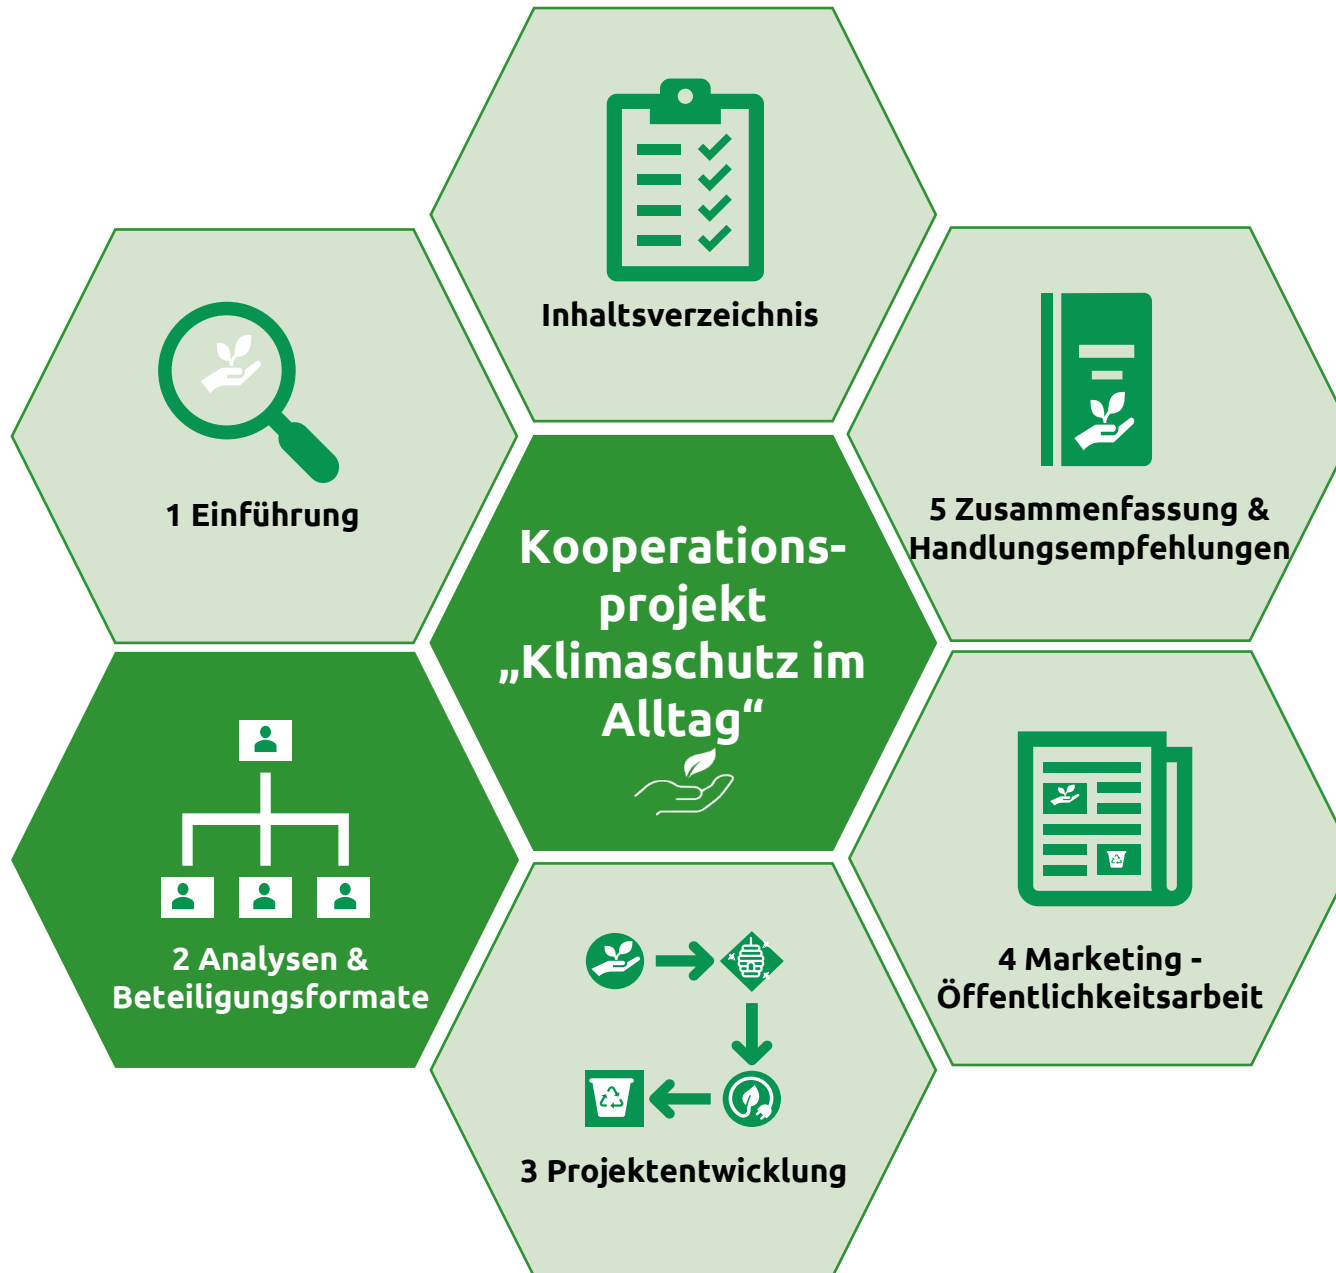 Inhaltsverzeichnis
1 Einführung
5 Zusammenfassung &
Handlungsempfehlungen
Kooperations-
projekt
„Klimaschutz im
Alltag“
2 Analysen &
Beteiligungsformate
4 Marketing -
Öffentlichkeitsarbeit
3 Projektentwicklung